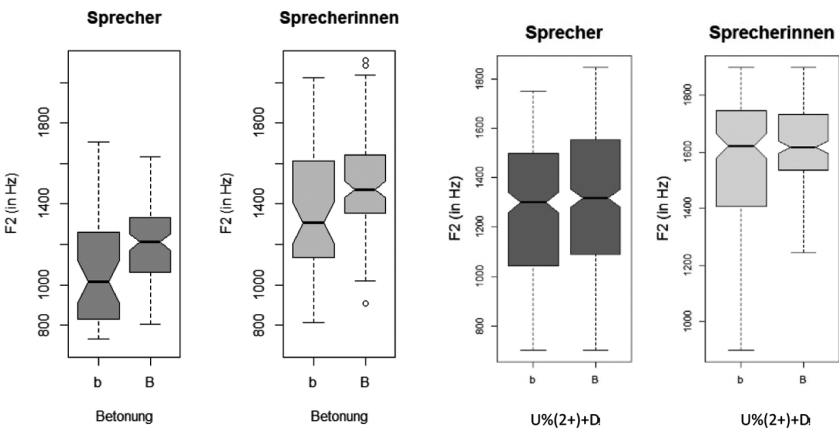 Sprecher
F2 (in Hz)
1800
1400
1000
800
b
B
Betonung
Sprecherinnen
F2 (in Hz)
1800
1400
1000
800
b
B
Betonung
Sprecher
F2 (in Hz)
1800
1600
1400
1200
1000
800
b
B
U%(2+)+D
Sprecherinnen
F2 (in Hz)
1800
1600
1400
1200
1000
b
B
U%(2+)+D